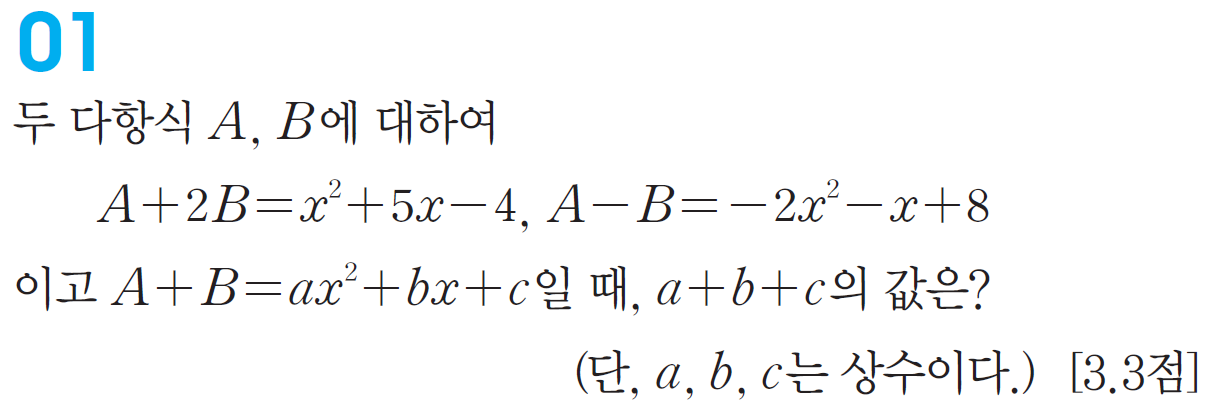 01
두 다항식 A, B에 대하여
A+2B=x²+5x-4, A-B=-2x²-x+8
이고 A+B=ax²+bx+c일 때, a+b+c의 값은?
(단, a, b, c는 상수이다.) [3.3점]